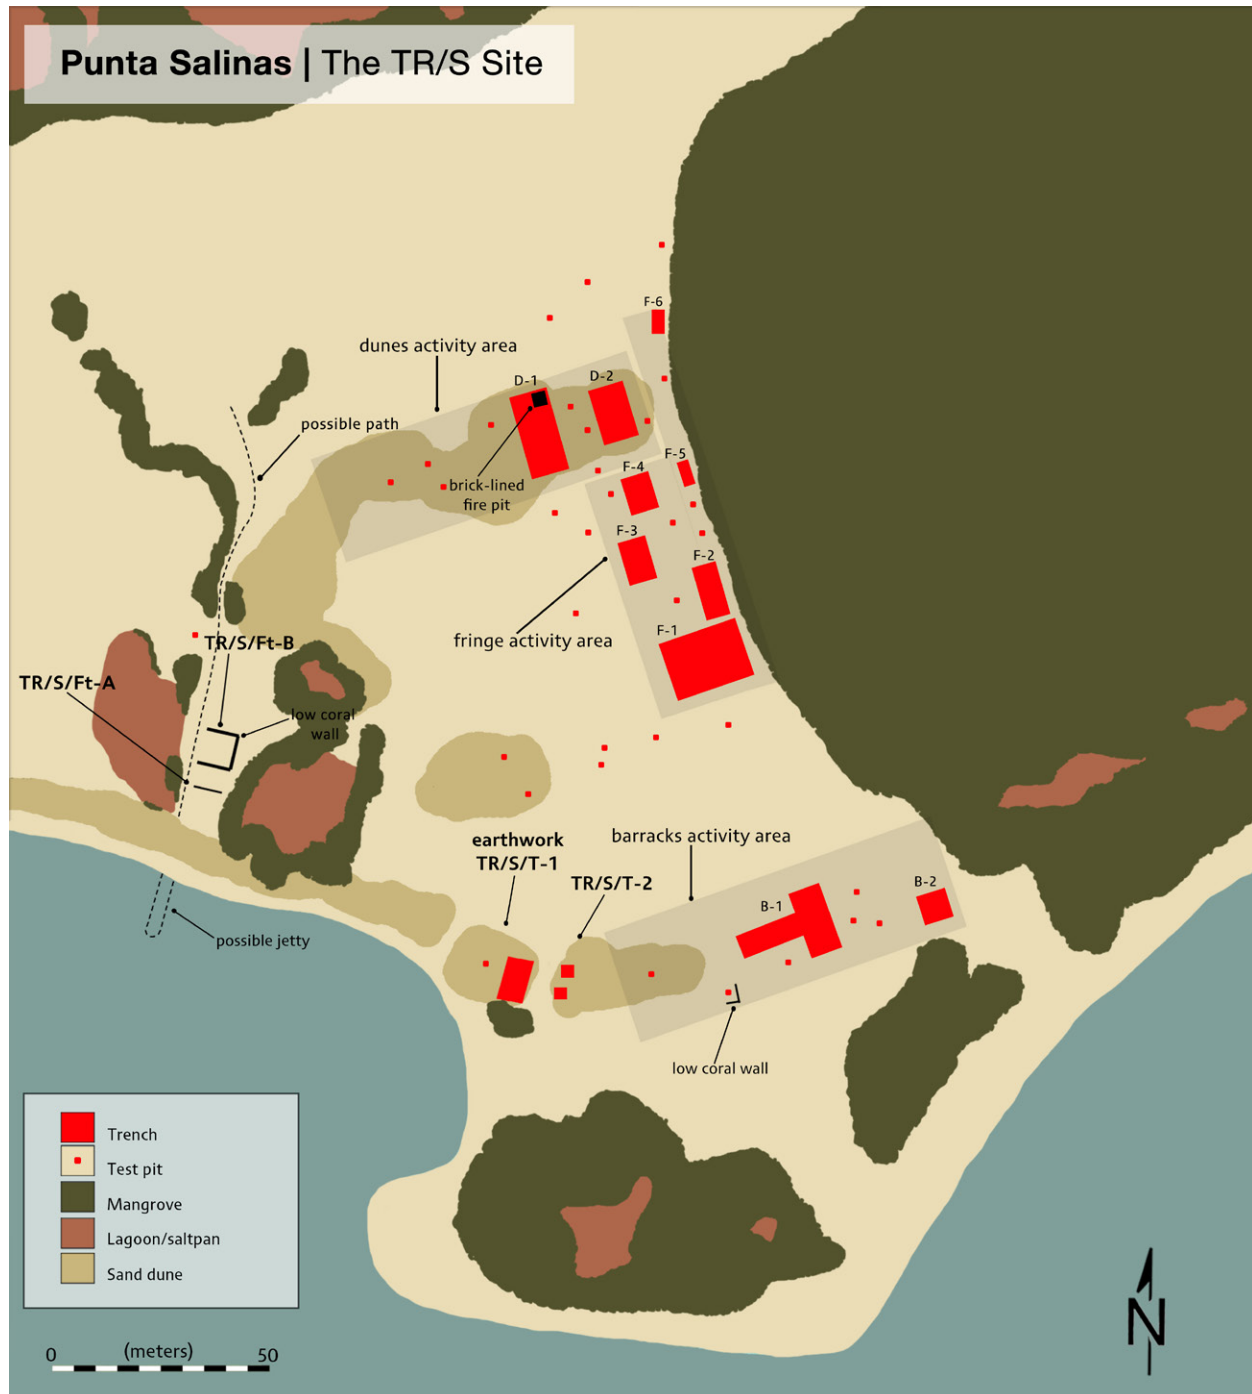 Punta Salinas | The TR/S Site
F-6
dunes activity area
D-1
D-2
possible path
F-5
F-4
brick-lined
fire pit
F-3
F-2
F-1
fringe activity area
TR/S/Ft-B
TR/S/Ft-A
low coral
wall
earthwork
TR/S/T-1
barracks activity area
TR/S/T-2
B-2
B-1
possible jetty
low coral wall
Trench
Test pit
Mangrove
Lagoon/saltpan
Sand dune
0 (meters) 50
N